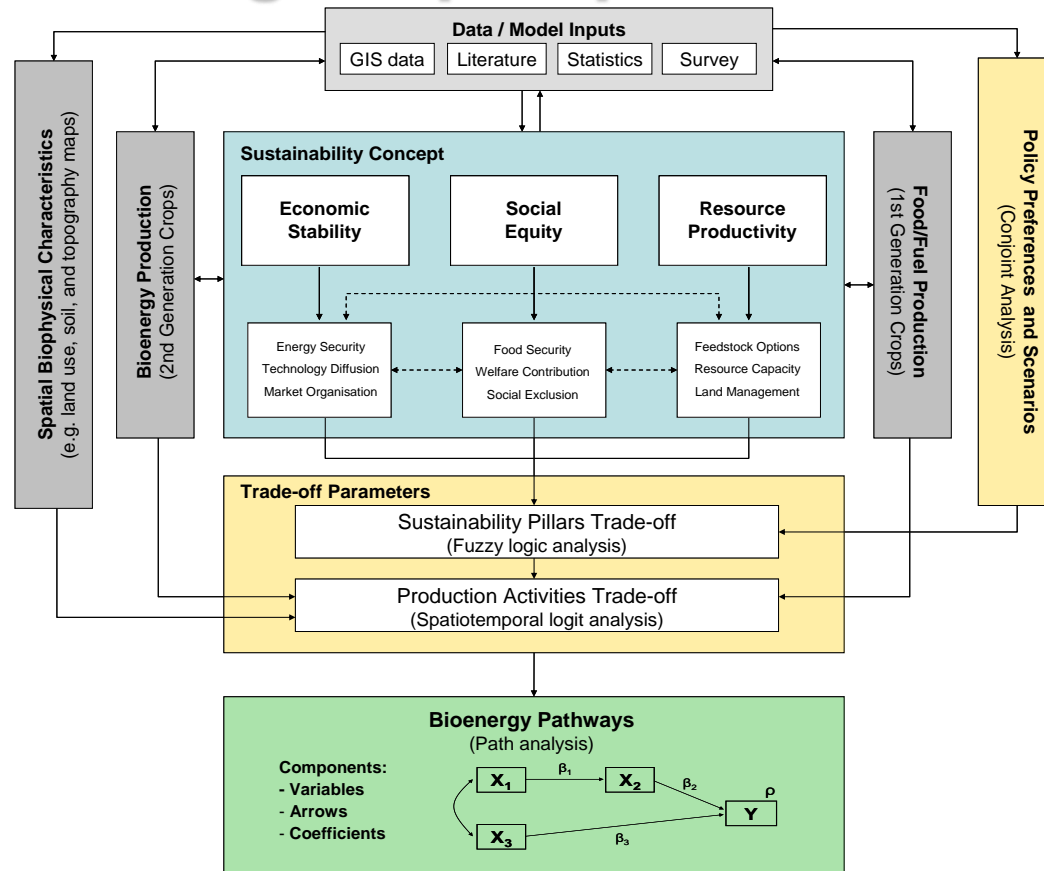 Data / Model Inputs
GIS data
Literature
Statistics
Survey
Spatial Biophysical Characteristics
(e.g. land use, soil, and topography maps)
Bioenergy Production
(2nd Generation Crops)
Sustainability Concept
Economic
Stability
Social
Equity
Resource
Productivity
Energy Security
Technology Diffusion
Market Organisation
Food Security
Welfare Contribution
Social Exclusion
Feedstock Options
Resource Capacity
Land Management
Food/Fuel Production
(1st Generation Crops)
Policy Preferences and Scenarios
(Conjoint Analysis)
Trade-off Parameters
Sustainability Pillars Trade-off
(Fuzzy logic analysis)
Production Activities Trade-off
(Spatiotemporal logit analysis)
Bioenergy Pathways
(Path analysis)
Components:
- Variables
- Arrows
- Coefficients
X1
β1
X2
β2
ρ
Y
X3
β3